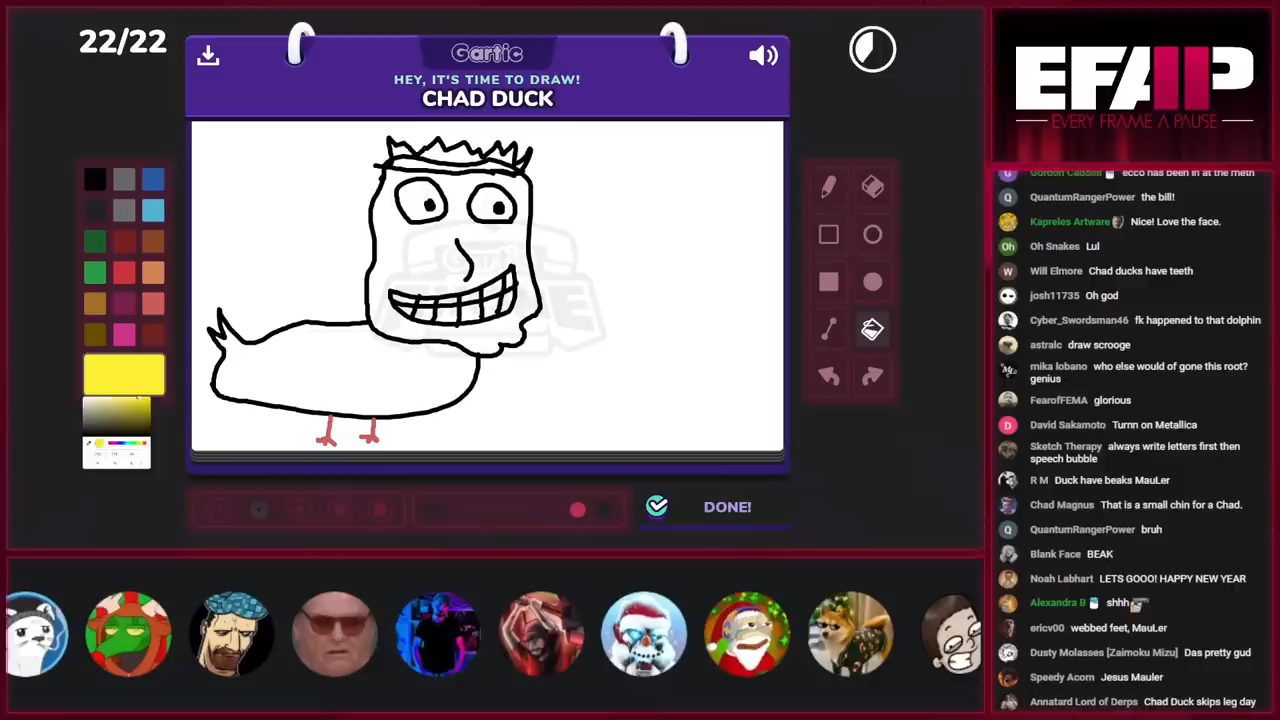 22/22
Gartic
HEY, IT'S TIME TO DRAW!
CHAD DUCK
DONE!
EFAP
EVERY FRAME A PAUSE
Gordon Caddill ecco has been in at the meth
QuantumRangerPower the bill!
Kapreles Artware Nice! Love the face.
Oh Oh Snakes Lul
W Will Elmore Chad ducks have teeth
josh11735 Oh god
Cyber_Swordsman46 fk happened to that dolphin
astralc draw scrooge
mika lobano who else would of gone this root?
genius
FearofFEMA glorious
D David Sakamoto Turnn on Metallica
Sketch Therapy always write letters first then
speech bubble
R M Duck have beaks MauLer
Chad Magnus That is a small chin for a Chad.
QuantumRangerPower bruh
Blank Face BEAK
Noah Labhart LETS GOOO! HAPPY NEW YEAR
Alexandra B shhh
ericv00 webbed feet, MauLer
Dusty Molasses [Zaimoku Mizu] Das pretty gud
Speedy Acorn Jesus Mauler
Annatard Lord of Derps Chad Duck skips leg day